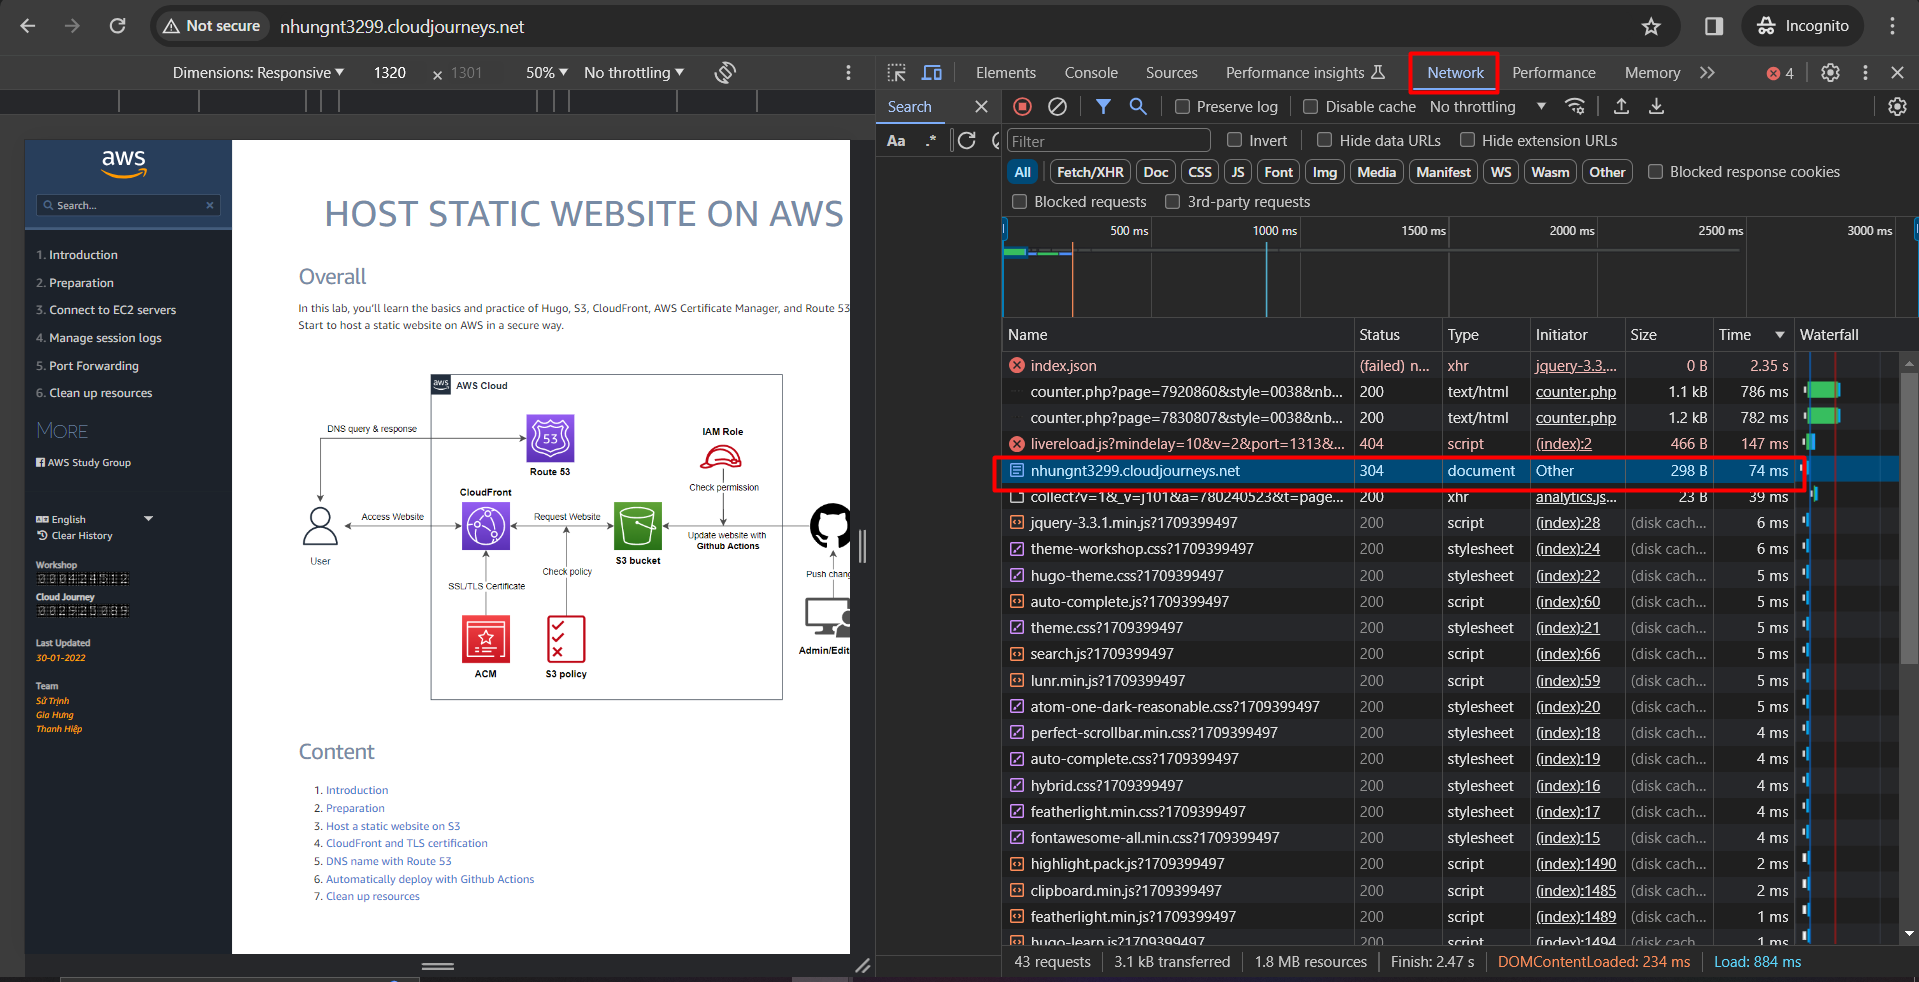 Not secure nhungnt3299.cloudjourneys.net Incognito
Dimensions: Responsive 1320 × 1301 50% No throttling
Elements Console Sources Performance insights Network Performance Memory 4
Search
Preserve log Disable cache No throttling
Aa .*
Filter Invert Hide data URLs Hide extension URLs
All Fetch/XHR Doc CSS JS Font Img Media Manifest WS Wasm Other Blocked response cookies
Blocked requests 3rd-party requests
500 ms 1000 ms 1500 ms 2000 ms 2500 ms 3000 ms
aws
Search...
1. Introduction
2. Preparation
3. Connect to EC2 servers
4. Manage session logs
5. Port Forwarding
6. Clean up resources
MORE
AWS Study Group
English
Clear History
Workshop
Cloud Journey
Last Updated
30-01-2022
Team
Sử Trịnh
Gia Hưng
Thanh Hiệp
HOST STATIC WEBSITE ON AWS
Overall
In this lab, you'll learn the basics and practice of Hugo, S3, CloudFront, AWS Certificate Manager, and Route 53
Start to host a static website on AWS in a secure way.
aws AWS Cloud
DNS query & response
53
Route 53
IAM Role
Check permission
CloudFront
Access Website
Request Website
Update website with
Github Actions
User
S3 bucket
Check policy
Push chang
SSL/TLS Certificate
ACM
S3 policy
Admin/Edit
Content
1. Introduction
2. Preparation
3. Host a static website on S3
4. CloudFront and TLS certification
5. DNS name with Route 53
6. Automatically deploy with Github Actions
7. Clean up resources
Name Status Type Initiator Size Time Waterfall
index.json (failed) n... xhr jquery-3.3.... 0 B 2.35 s
counter.php?page=7920860&style=0038&nb... 200 text/html counter.php 1.1 kB 786 ms
counter.php?page=7830807&style=0038&nb... 200 text/html counter.php 1.2 kB 782 ms
livereload.js?mindelay=10&v=2&port=1313&... 404 script (index):2 466 B 147 ms
nhungnt3299.cloudjourneys.net 304 document Other 298 B 74 ms
collect?v=1&_v=j101&a=780240523&t=page... 200 xhr analytics.js... 23 B 39 ms
jquery-3.3.1.min.js?1709399497 200 script (index):28 (disk cach... 6 ms
theme-workshop.css?1709399497 200 stylesheet (index):24 (disk cach... 6 ms
hugo-theme.css?1709399497 200 stylesheet (index):22 (disk cach... 5 ms
auto-complete.js?1709399497 200 script (index):60 (disk cach... 5 ms
theme.css?1709399497 200 stylesheet (index):21 (disk cach... 5 ms
search.js?1709399497 200 script (index):66 (disk cach... 5 ms
lunr.min.js?1709399497 200 script (index):59 (disk cach... 5 ms
atom-one-dark-reasonable.css?1709399497 200 stylesheet (index):20 (disk cach... 5 ms
perfect-scrollbar.min.css?1709399497 200 stylesheet (index):18 (disk cach... 4 ms
auto-complete.css?1709399497 200 stylesheet (index):19 (disk cach... 4 ms
hybrid.css?1709399497 200 stylesheet (index):16 (disk cach... 4 ms
featherlight.min.css?1709399497 200 stylesheet (index):17 (disk cach... 4 ms
fontawesome-all.min.css?1709399497 200 stylesheet (index):15 (disk cach... 4 ms
highlight.pack.js?1709399497 200 script (index):1490 (disk cach... 2 ms
clipboard.min.js?1709399497 200 script (index):1485 (disk cach... 2 ms
featherlight.min.js?1709399497 200 script (index):1489 (disk cach... 1 ms
hugo-learn.js?1709399497 200 script (index):1494 (disk cach... 1 ms
43 requests 3.1 kB transferred 1.8 MB resources Finish: 2.47 s DOMContentLoaded: 234 ms Load: 884 ms